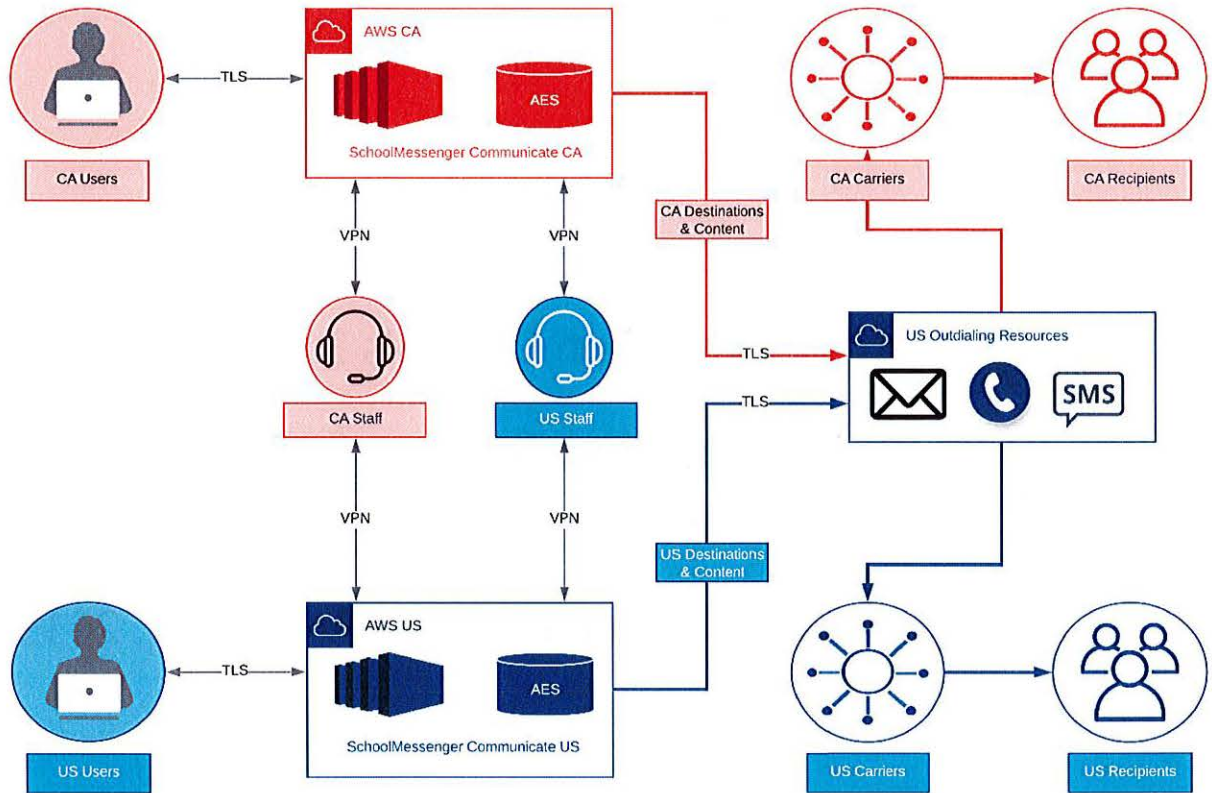 AWS CA
TLS
AES
SchoolMessenger Communicate CA
CA Users
CA Carriers
CA Recipients
CA Destinations
& Content
VPN
VPN
US Outdialing Resources
TLS
SMS
TLS
CA Staff
US Staff
VPN
VPN
US Destinations
& Content
AWS US
TLS
AES
SchoolMessenger Communicate US
US Users
US Carriers
US Recipients